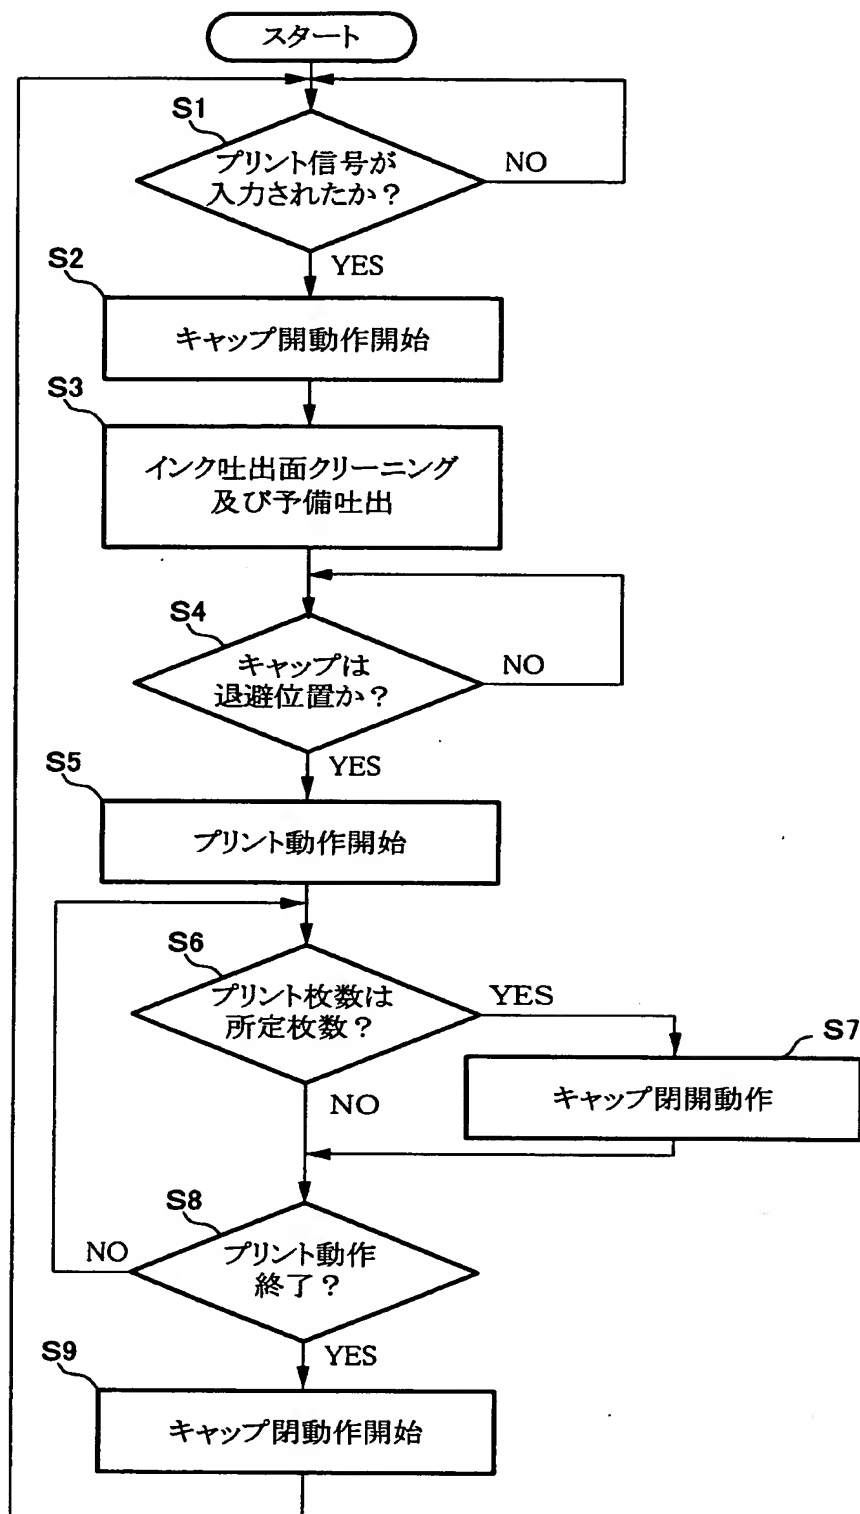 スタート
S1
プリント信号が
入力されたか？
NO
YES
S2
キャップ開動作開始
S3
インク吐出面クリーニング
及び予備吐出
S4
キャップは
退避位置か？
NO
YES
S5
プリント動作開始
S6
プリント枚数は
所定枚数？
YES
S7
キャップ閉開動作
NO
S8
プリント動作
終了？
NO
YES
S9
キャップ閉動作開始